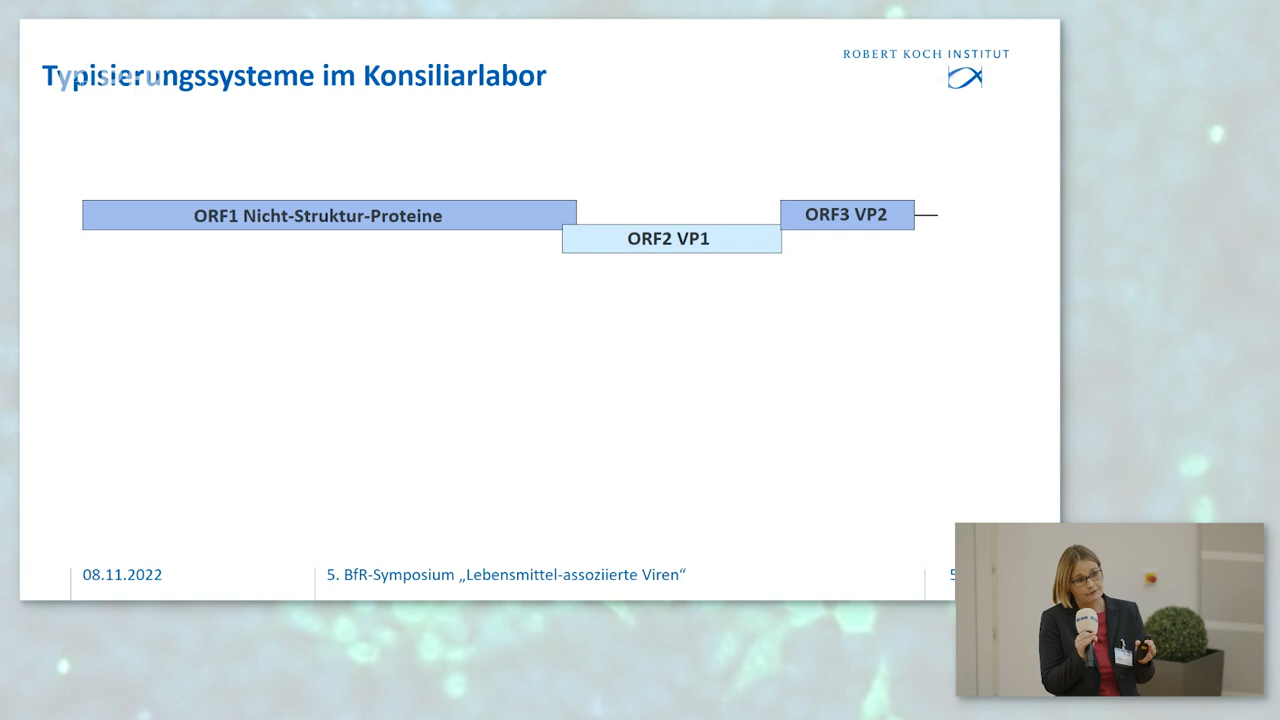 ROBERT KOCH INSTITUT
Typisierungssysteme im Konsiliarlabor
ORF1 Nicht-Struktur-Proteine
ORF3 VP2
ORF2 VP1
08.11.2022
5. BfR-Symposium „Lebensmittel-assoziierte Viren“